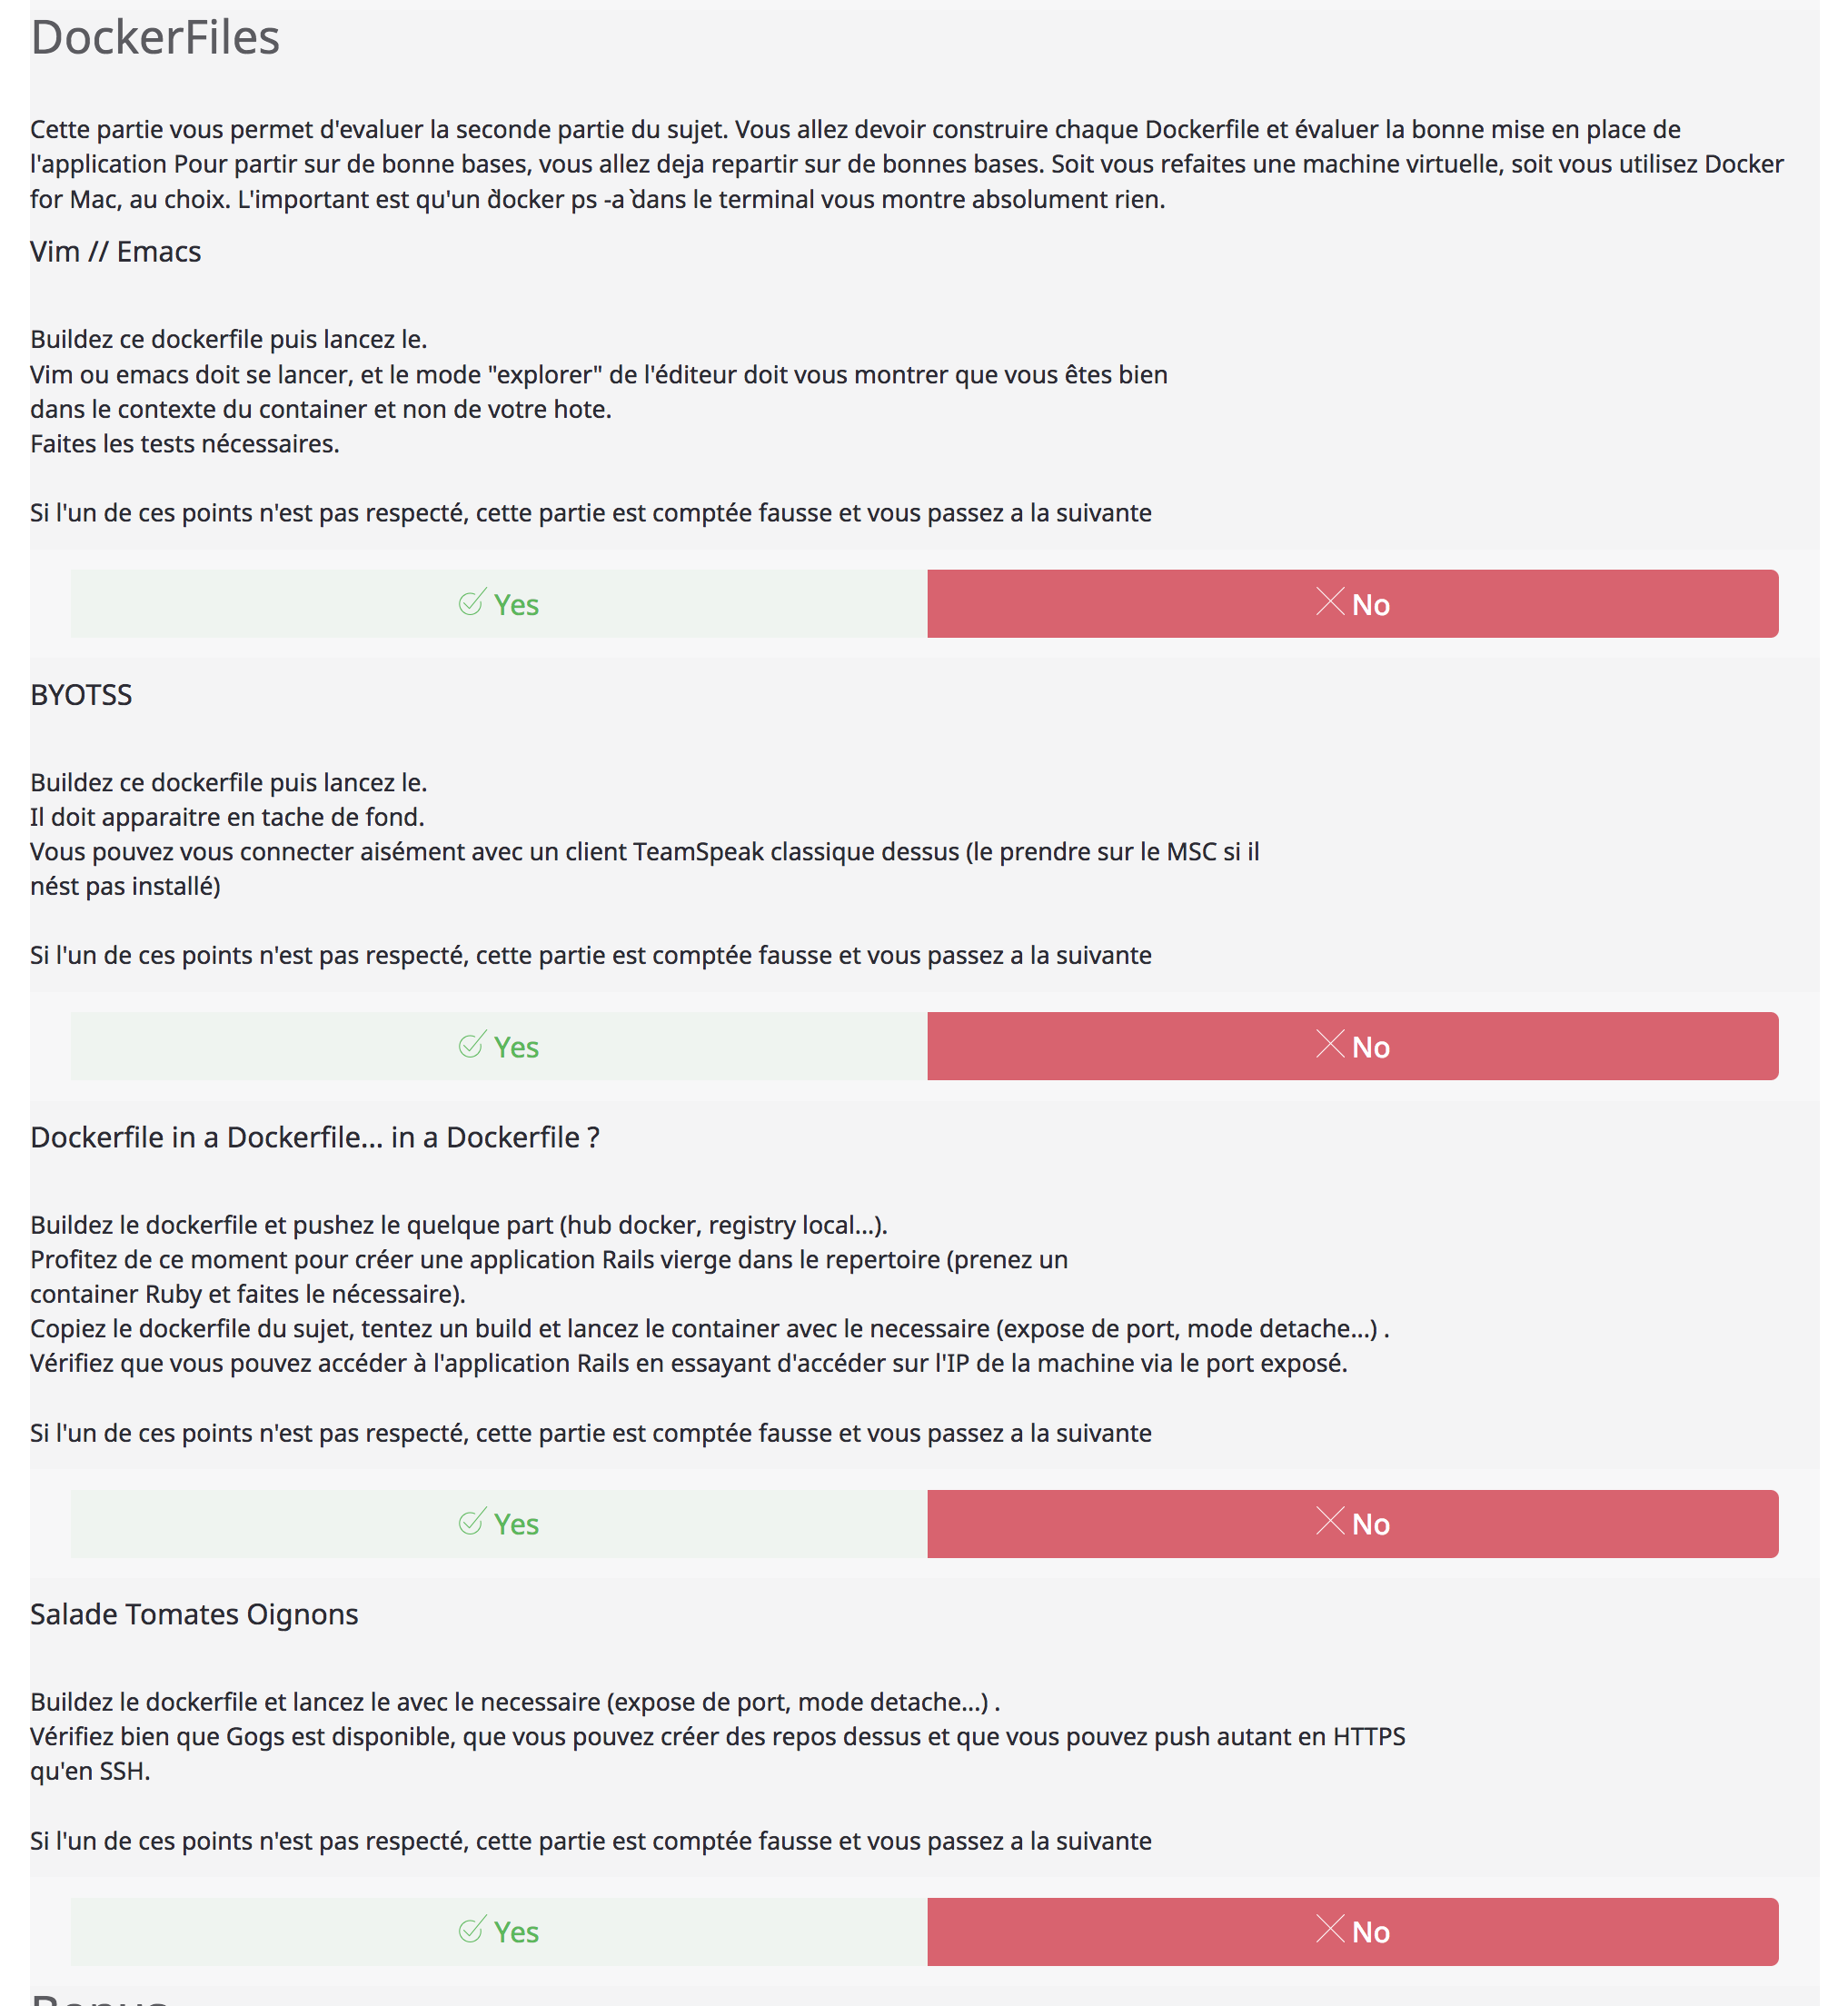 DockerFiles
Cette partie vous permet d'evaluer la seconde partie du sujet. Vous allez devoir construire chaque Dockerfile et évaluer la bonne mise en place de
l'application Pour partir sur de bonne bases, vous allez deja repartir sur de bonnes bases. Soit vous refaites une machine virtuelle, soit vous utilisez Docker
for Mac, au choix. L'important est qu'un `docker ps -a` dans le terminal vous montre absolument rien.
Vim // Emacs
Buildez ce dockerfile puis lancez le.
Vim ou emacs doit se lancer, et le mode "explorer" de l'éditeur doit vous montrer que vous êtes bien
dans le contexte du container et non de votre hote.
Faites les tests nécessaires.
Si l'un de ces points n'est pas respecté, cette partie est comptée fausse et vous passez a la suivante
Yes
No
BYOTSS
Buildez ce dockerfile puis lancez le.
Il doit apparaitre en tache de fond.
Vous pouvez vous connecter aisément avec un client TeamSpeak classique dessus (le prendre sur le MSC si il
nést pas installé)
Si l'un de ces points n'est pas respecté, cette partie est comptée fausse et vous passez a la suivante
Yes
No
Dockerfile in a Dockerfile... in a Dockerfile ?
Buildez le dockerfile et pushez le quelque part (hub docker, registry local...).
Profitez de ce moment pour créer une application Rails vierge dans le repertoire (prenez un
container Ruby et faites le nécessaire).
Copiez le dockerfile du sujet, tentez un build et lancez le container avec le necessaire (expose de port, mode detache...) .
Vérifiez que vous pouvez accéder à l'application Rails en essayant d'accéder sur l'IP de la machine via le port exposé.
Si l'un de ces points n'est pas respecté, cette partie est comptée fausse et vous passez a la suivante
Yes
No
Salade Tomates Oignons
Buildez le dockerfile et lancez le avec le necessaire (expose de port, mode detache...) .
Vérifiez bien que Gogs est disponible, que vous pouvez créer des repos dessus et que vous pouvez push autant en HTTPS
qu'en SSH.
Si l'un de ces points n'est pas respecté, cette partie est comptée fausse et vous passez a la suivante
Yes
No
Bonus